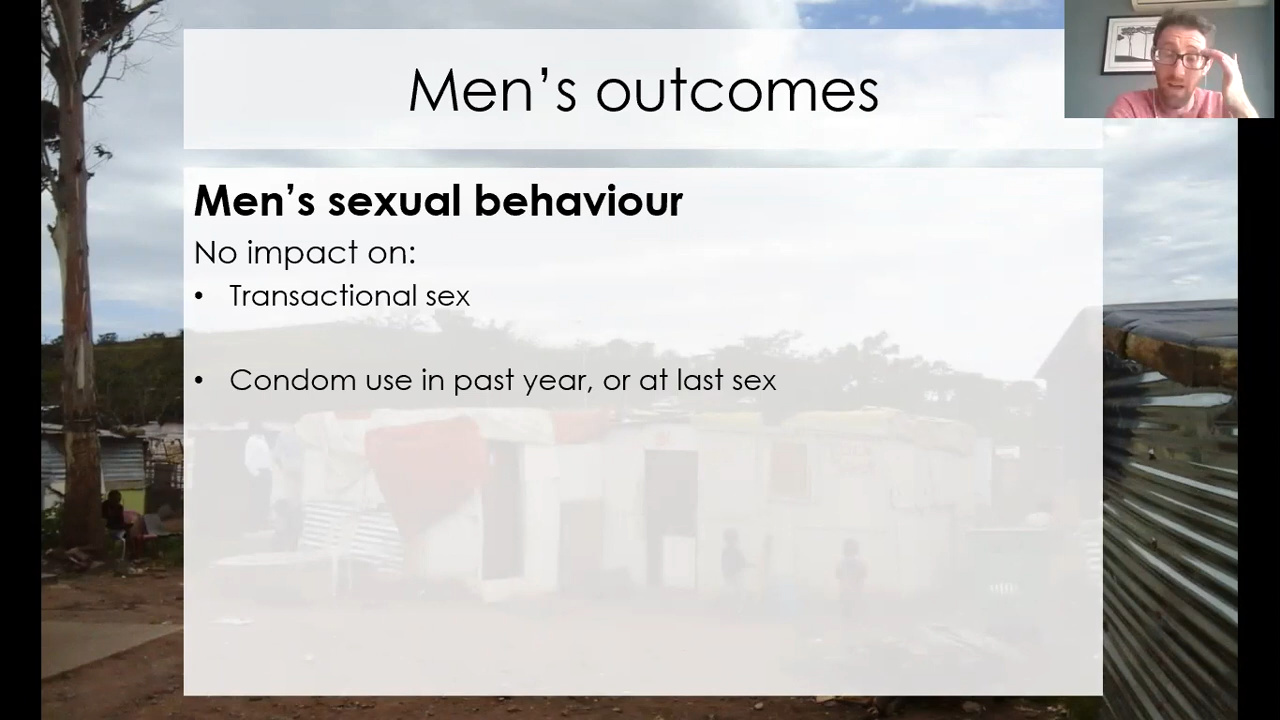 Men’s outcomes
Men’s sexual behaviour
No impact on:
• Transactional sex
• Condom use in past year, or at last sex